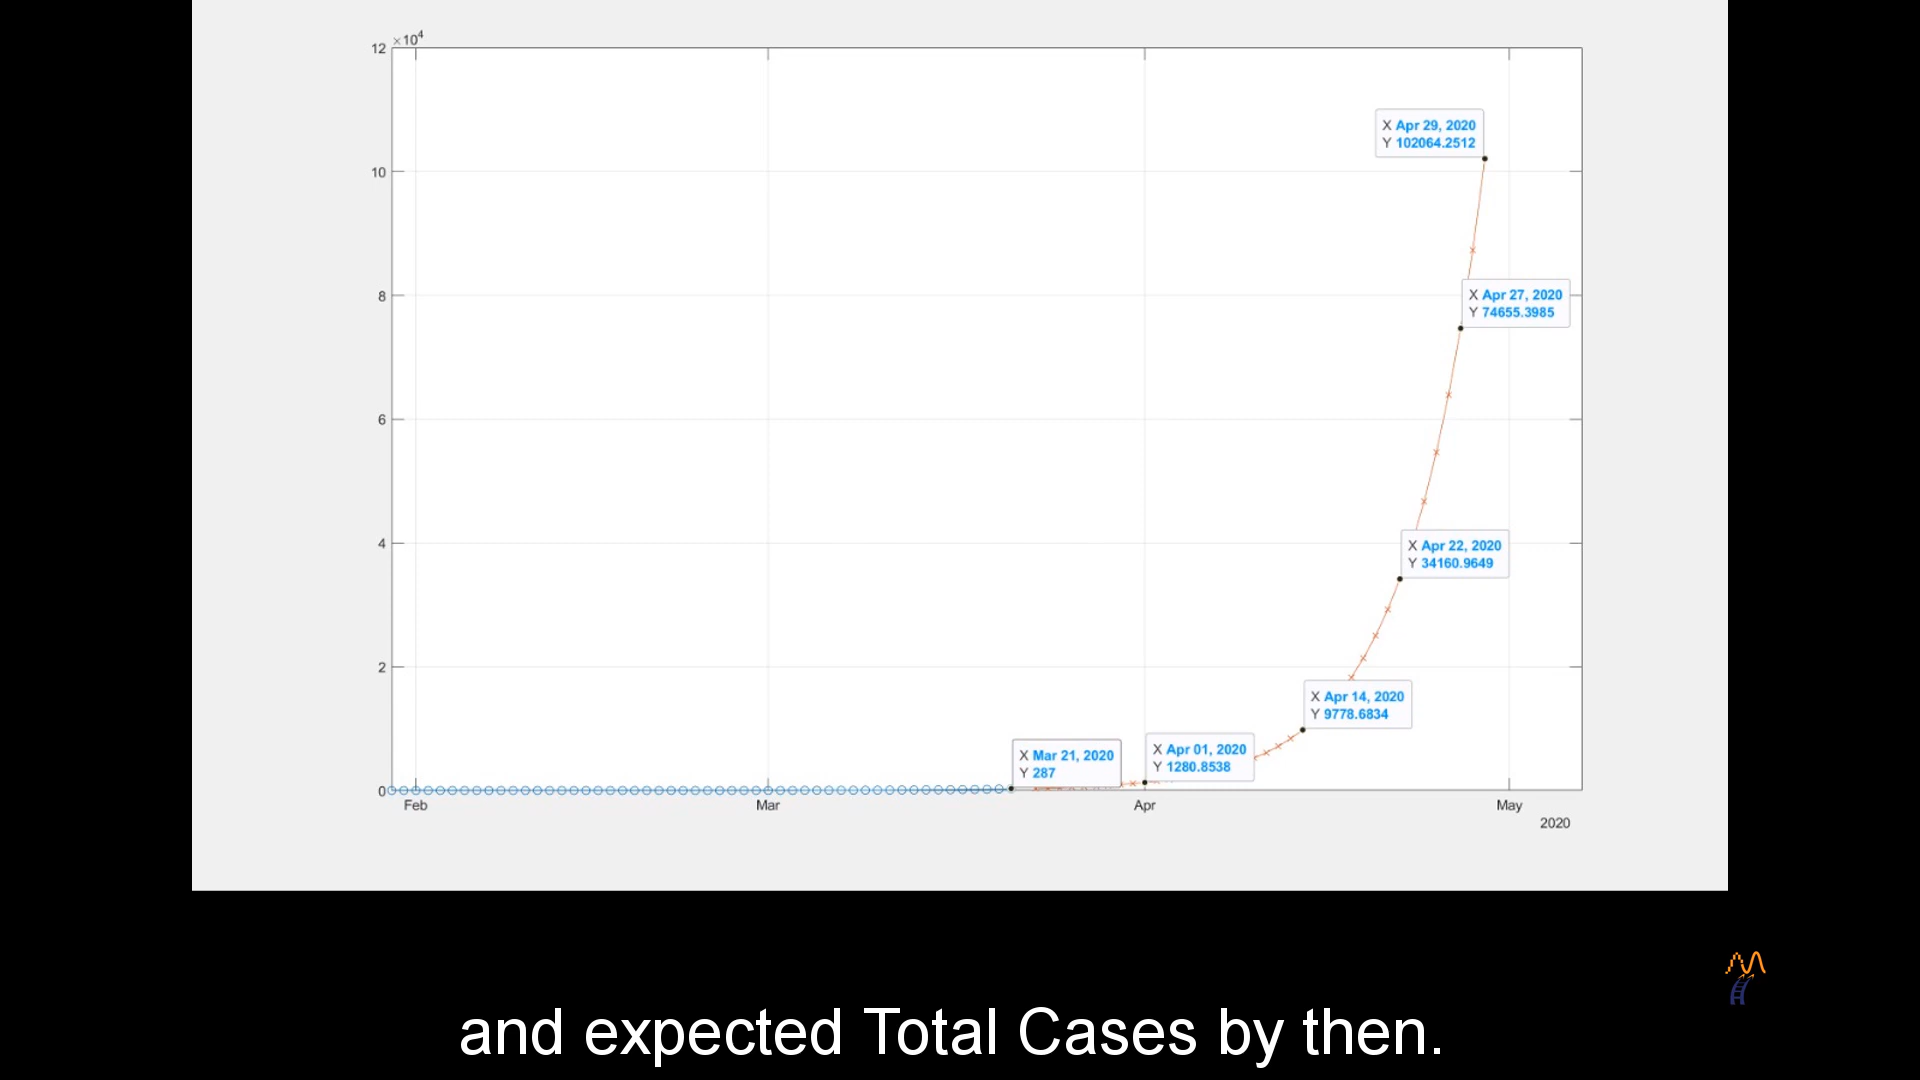 ×10⁴
12
10
8
6
4
2
0
X Apr 29, 2020
Y 102064.2512
X Apr 27, 2020
Y 74655.3985
X Apr 22, 2020
Y 34160.9649
X Apr 14, 2020
Y 9778.6834
X Apr 01, 2020
Y 1280.8538
X Mar 21, 2020
Y 287
Feb Mar Apr May
2020
and expected Total Cases by then.